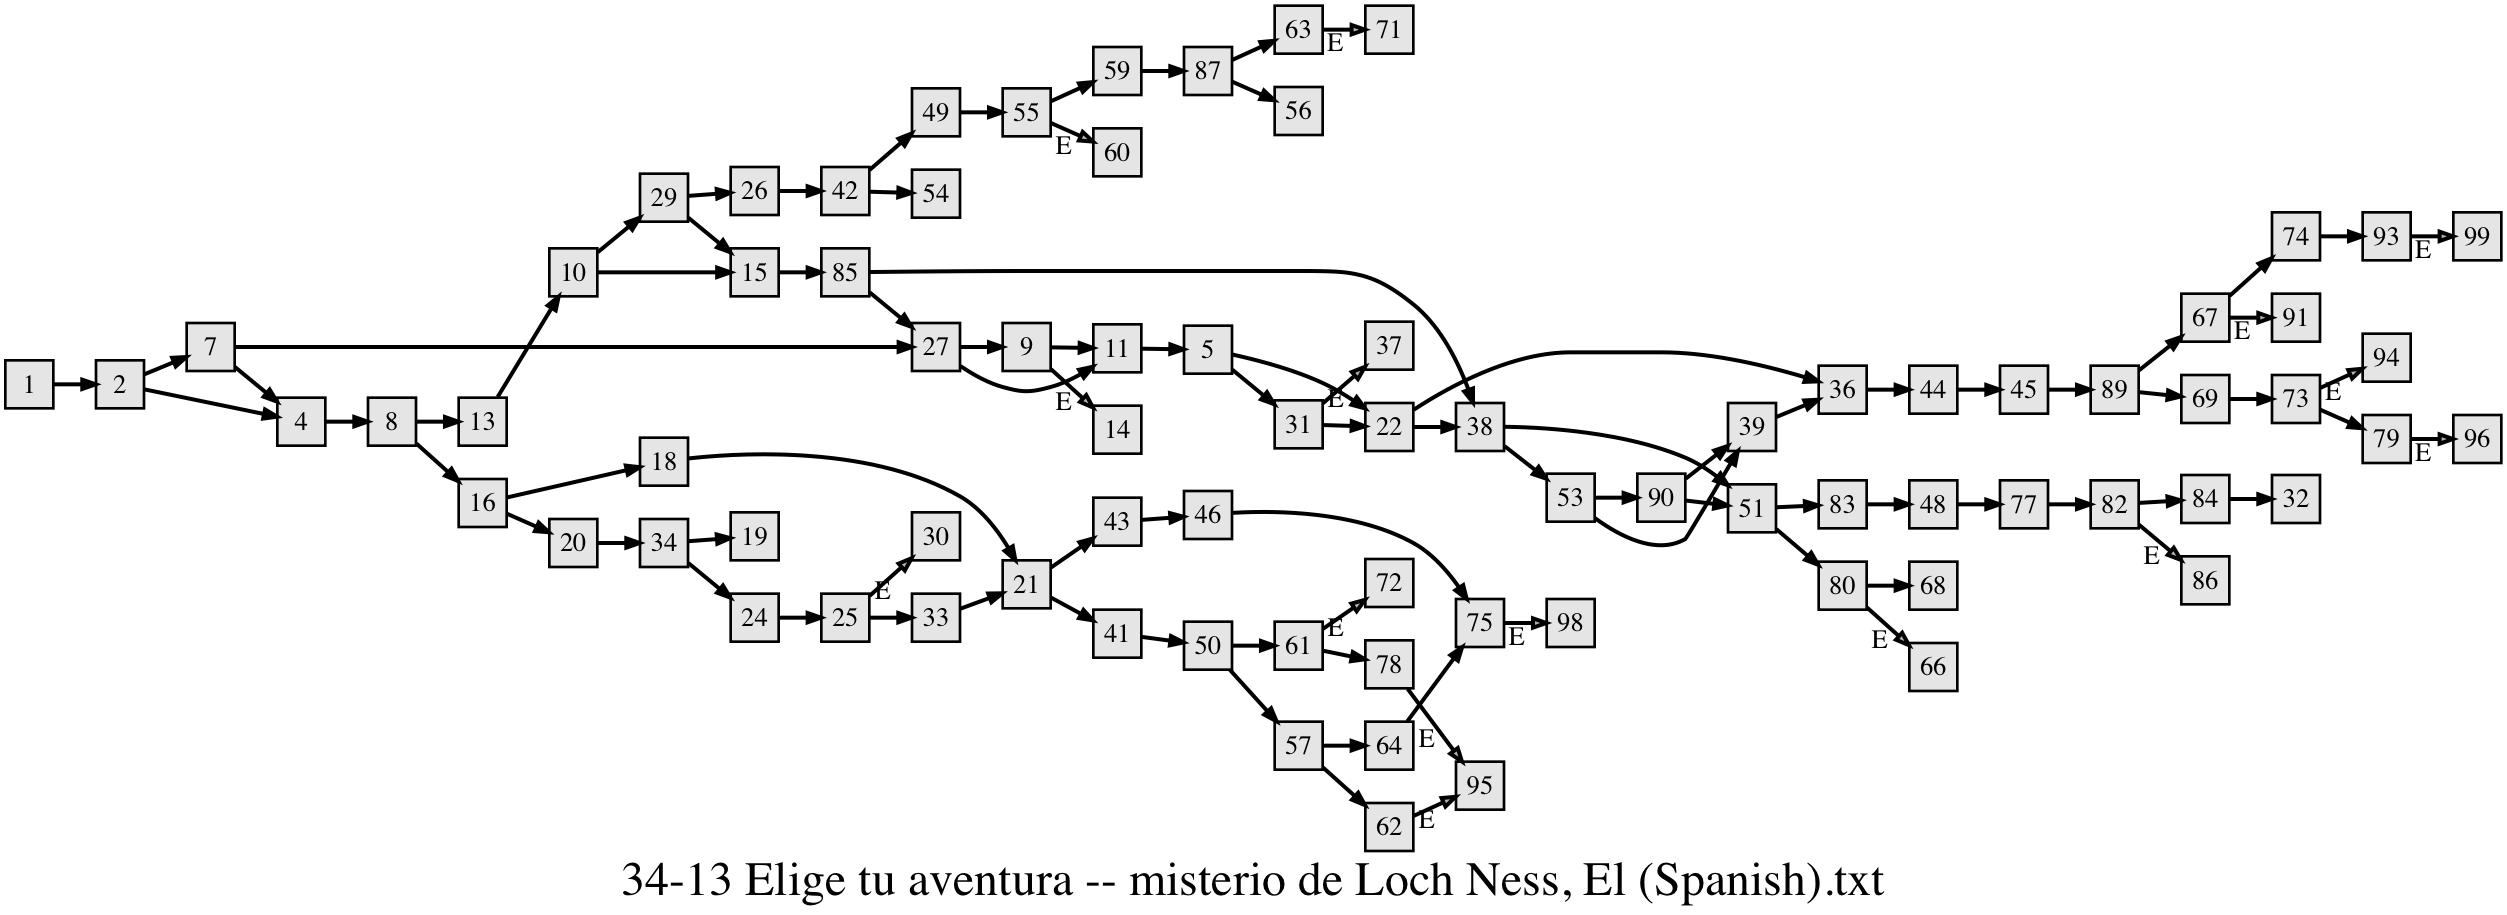 63 E 71
59 87
49 55 56
E 60
29 26 42 54
74 93 E 99
10 15 85
67 E 91
7 27 9 11 5 37
1 2 E 94
36 44 45 89 69 73 E
E 14 31 E 22 38 39
4 8 13 79 E 96
18
16 43 46 53 90 51 83 48 77 82 84 32
20 34 19 30 E 86
21 72 80 68
24 25 E 33 41 50 61 E 78 75 E 98 E 66
57 64 E 95
62 E
34-13 Elige tu aventura -- misterio de Loch Ness, El (Spanish).txt